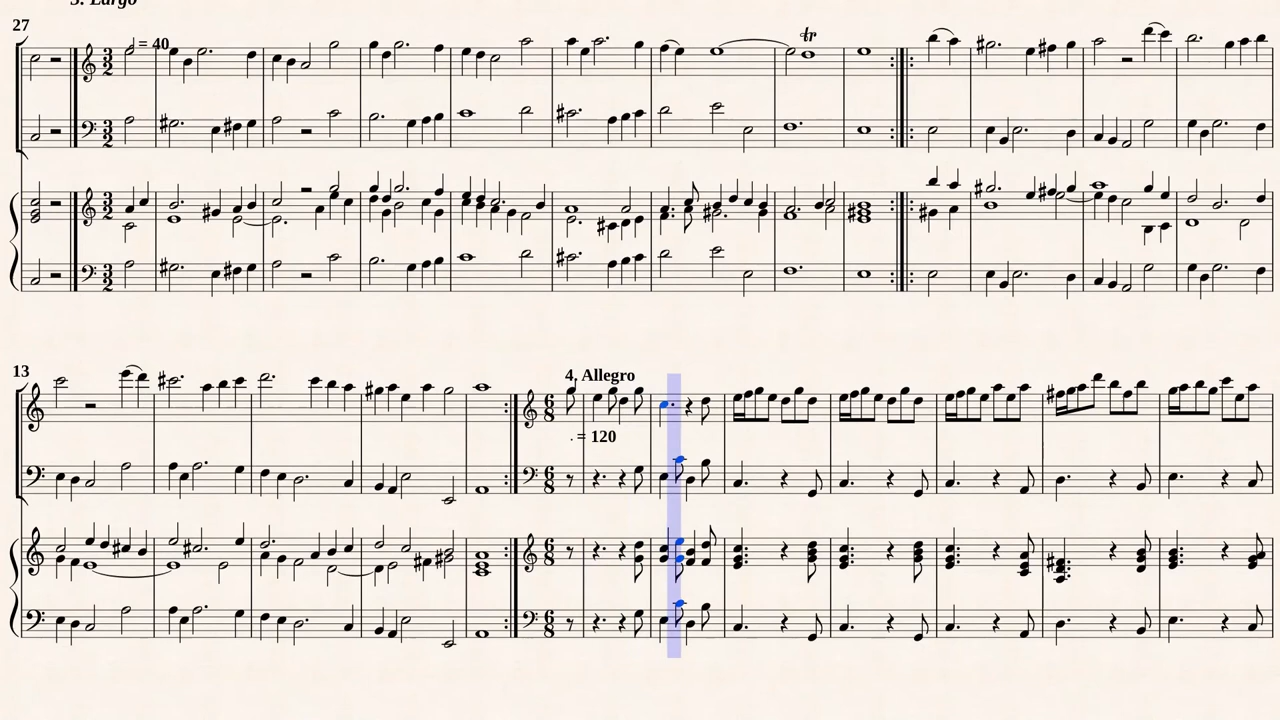 3. Largo
27
= 40
tr
13
4. Allegro
= 120